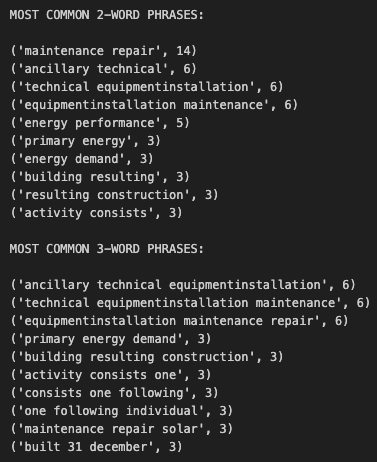 MOST COMMON 2-WORD PHRASES:
('maintenance repair', 14)
('ancillary technical', 6)
('technical equipmentinstallation', 6)
('equipmentinstallation maintenance', 6)
('energy performance', 5)
('primary energy', 3)
('energy demand', 3)
('building resulting', 3)
('resulting construction', 3)
('activity consists', 3)
MOST COMMON 3-WORD PHRASES:
('ancillary technical equipmentinstallation', 6)
('technical equipmentinstallation maintenance', 6)
('equipmentinstallation maintenance repair', 6)
('primary energy demand', 3)
('building resulting construction', 3)
('activity consists one', 3)
('consists one following', 3)
('one following individual', 3)
('maintenance repair solar', 3)
('built 31 december', 3)